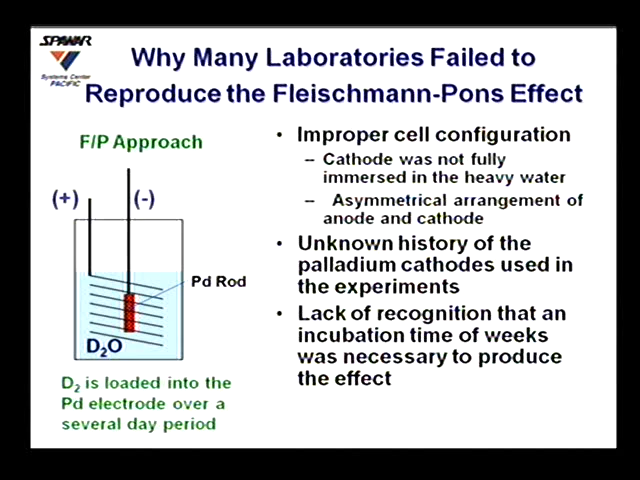 SPAWAR
Systems Center
PACIFIC
Why Many Laboratories Failed to
Reproduce the Fleischmann-Pons Effect
F/P Approach
(+)
(-)
Pd Rod
D₂O
D₂ is loaded into the
Pd electrode over a
several day period
• Improper cell configuration
– Cathode was not fully
immersed in the heavy water
– Asymmetrical arrangement of
anode and cathode
• Unknown history of the
palladium cathodes used in
the experiments
• Lack of recognition that an
incubation time of weeks
was necessary to produce
the effect